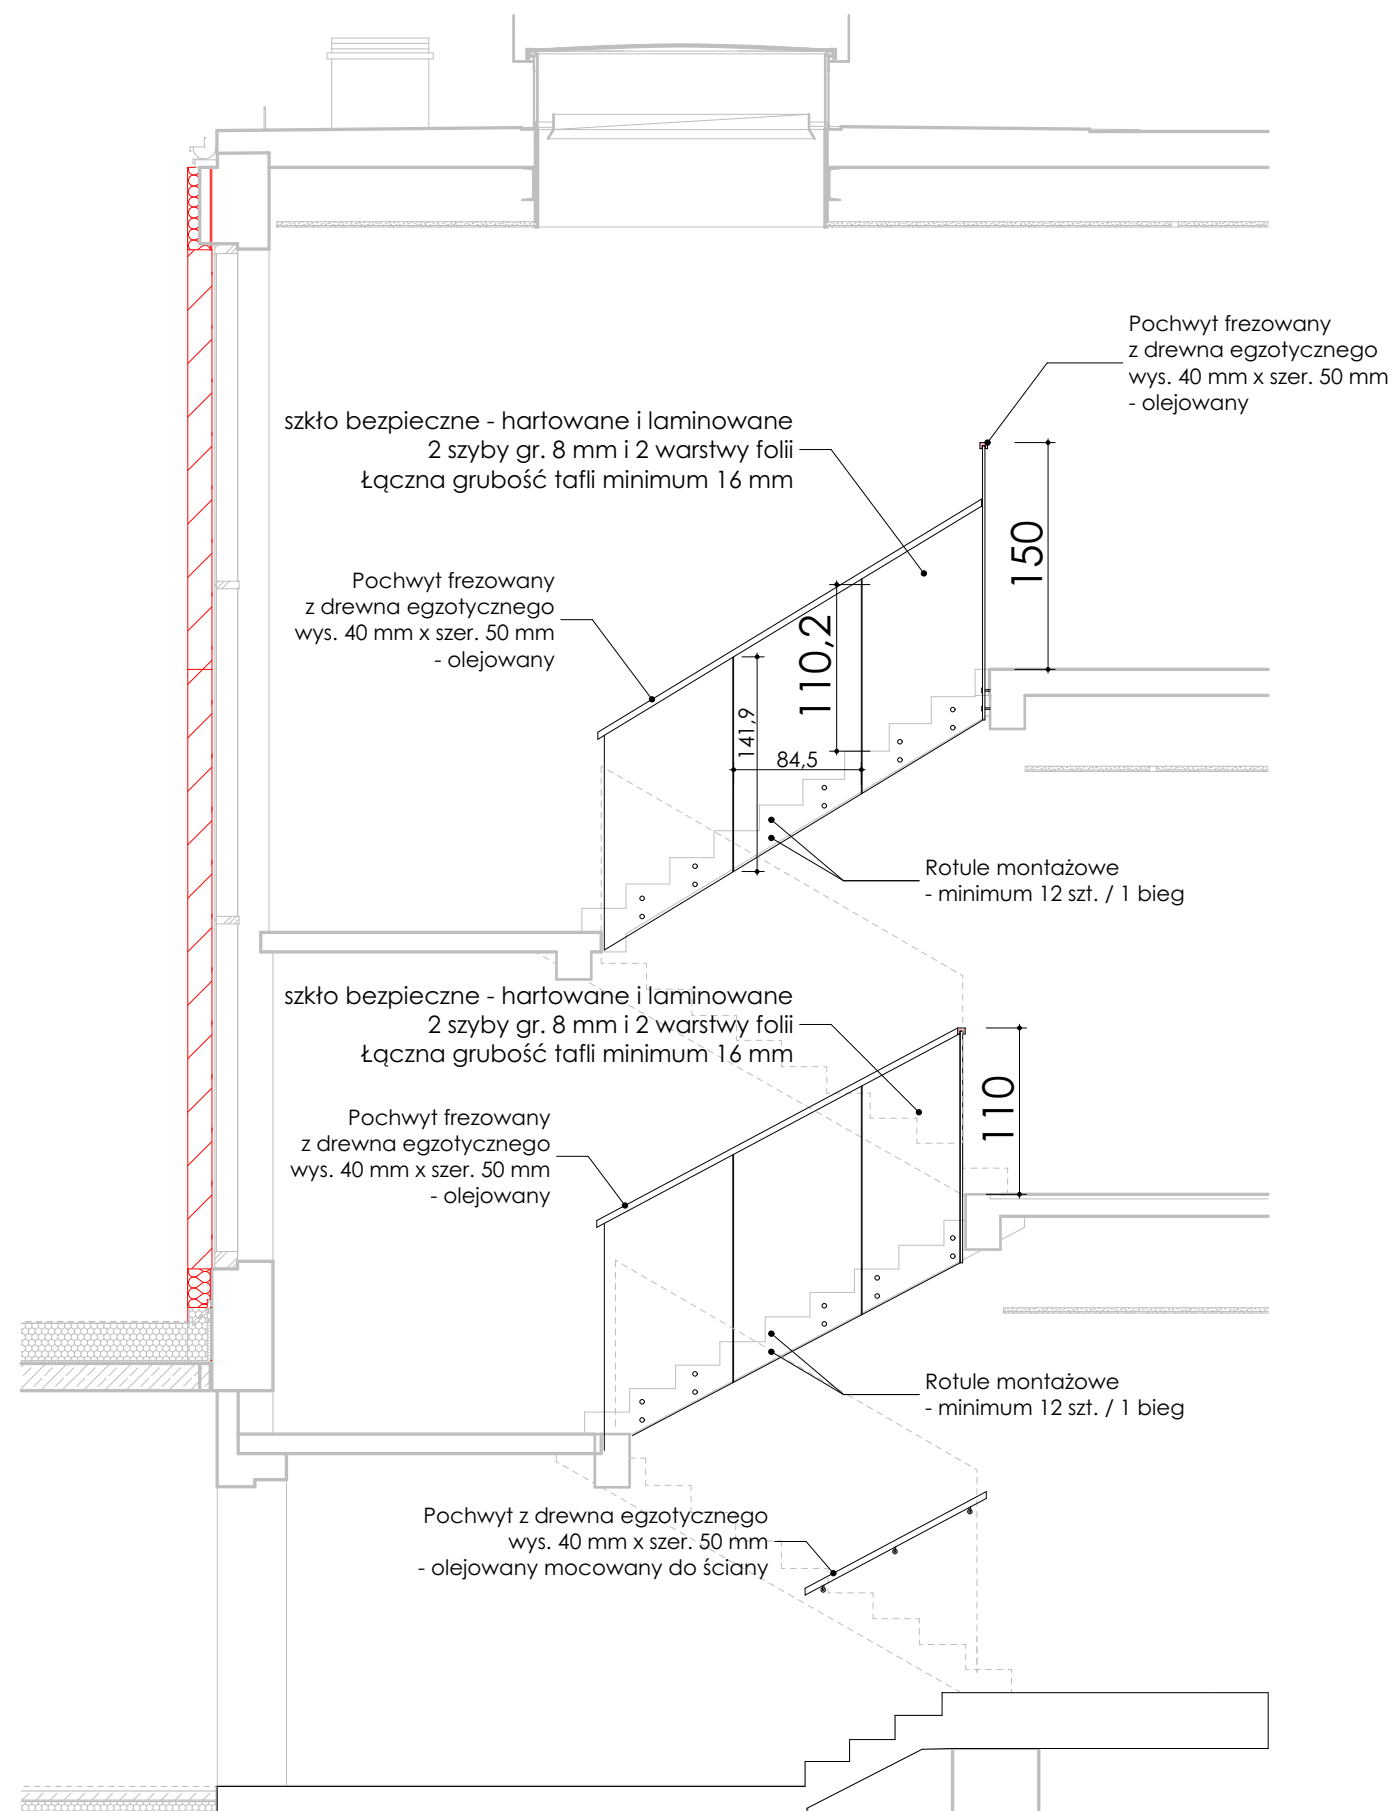 Pochwyt frezowany
z drewna egzotycznego
wys. 40 mm x szer. 50 mm
- olejowany
szkło bezpieczne - hartowane i laminowane
2 szyby gr. 8 mm i 2 warstwy folii
Łączna grubość tafli minimum 16 mm
150
Pochwyt frezowany
z drewna egzotycznego
wys. 40 mm x szer. 50 mm
- olejowany
110,2
141,9
84,5
Rotule montażowe
- minimum 12 szt. / 1 bieg
szkło bezpieczne - hartowane i laminowane
2 szyby gr. 8 mm i 2 warstwy folii
Łączna grubość tafli minimum 16 mm
110
Pochwyt frezowany
z drewna egzotycznego
wys. 40 mm x szer. 50 mm
- olejowany
Rotule montażowe
- minimum 12 szt. / 1 bieg
Pochwyt z drewna egzotycznego
wys. 40 mm x szer. 50 mm
- olejowany mocowany do ściany